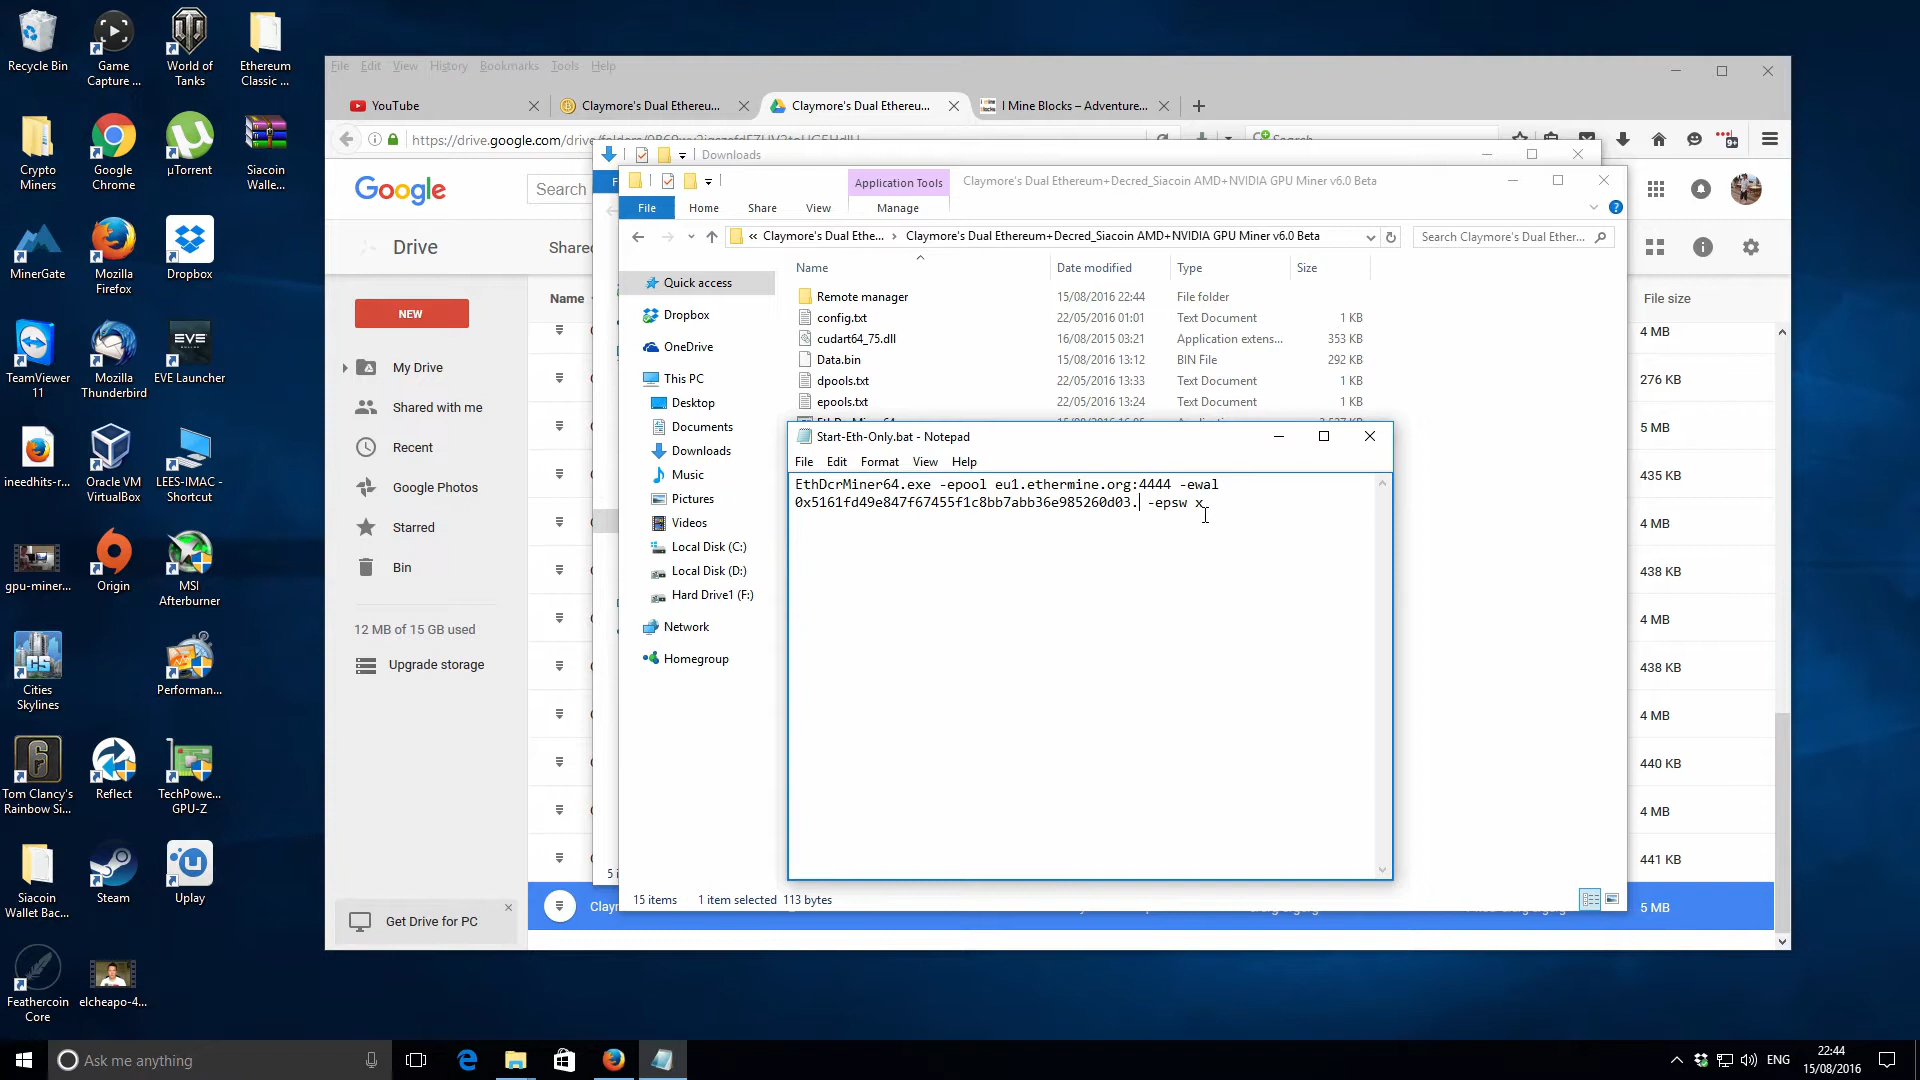 Recycle Bin
Game
Capture ...
World of
Tanks
Ethereum
Classic ...
Crypto
Miners
Google
Chrome
µTorrent
Siacoin
Walle...
MinerGate
Mozilla
Firefox
Dropbox
TeamViewer
11
Mozilla
Thunderbird
EVE
EVE Launcher
ineedhits-r...
Oracle VM
VirtualBox
LEES-IMAC -
Shortcut
gpu-miner...
Origin
MSI
Afterburner
CS
Cities
Skylines
Performan...
Tom Clancy's
Rainbow Si...
Reflect
TechPowe...
GPU-Z
Siacoin
Wallet Bac...
Steam
Uplay
Feathercoin
Core
elcheapo-4...
File Edit View History Bookmarks Tools Help
YouTube
Claymore's Dual Ethereu...
Claymore's Dual Ethereu...
I Mine Blocks – Adventure...
https://drive.google.com/drive/folders/
Search
Google
Search
Drive
Shared
NEW
My Drive
Shared with me
Recent
Google Photos
Starred
Bin
12 MB of 15 GB used
Upgrade storage
Get Drive for PC
Name
File size
4 MB
276 KB
5 MB
435 KB
4 MB
438 KB
4 MB
438 KB
4 MB
440 KB
4 MB
441 KB
Clayr
5 MB
Downloads
Application Tools
Claymore's Dual Ethereum+Decred_Siacoin AMD+NVIDIA GPU Miner v6.0 Beta
File Home Share View Manage
« Claymore's Dual Ethe... › Claymore's Dual Ethereum+Decred_Siacoin AMD+NVIDIA GPU Miner v6.0 Beta
Search Claymore's Dual Ether...
Quick access
Dropbox
OneDrive
This PC
Desktop
Documents
Downloads
Music
Pictures
Videos
Local Disk (C:)
Local Disk (D:)
Hard Drive1 (F:)
Network
Homegroup
Name Date modified Type Size
Remote manager 15/08/2016 22:44 File folder
config.txt 22/05/2016 01:01 Text Document 1 KB
cudart64_75.dll 16/08/2015 03:21 Application extens... 353 KB
Data.bin 15/08/2016 13:12 BIN File 292 KB
dpools.txt 22/05/2016 13:33 Text Document 1 KB
epools.txt 22/05/2016 13:24 Text Document 1 KB
Start-Eth-Only.bat - Notepad
File Edit Format View Help
EthDcrMiner64.exe -epool eu1.ethermine.org:4444 -ewal
0x5161fd49e847f67455f1c8bb7abb36e985260d03. -epsw x
15 items 1 item selected 113 bytes
Ask me anything
ENG
22:44
15/08/2016